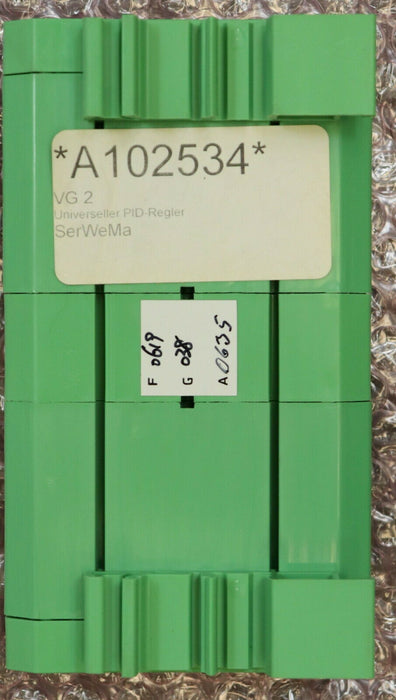 *A102534*
VG 2
Universeller PID-Regler
SerWeMa
F 0619
G 038
A 0635